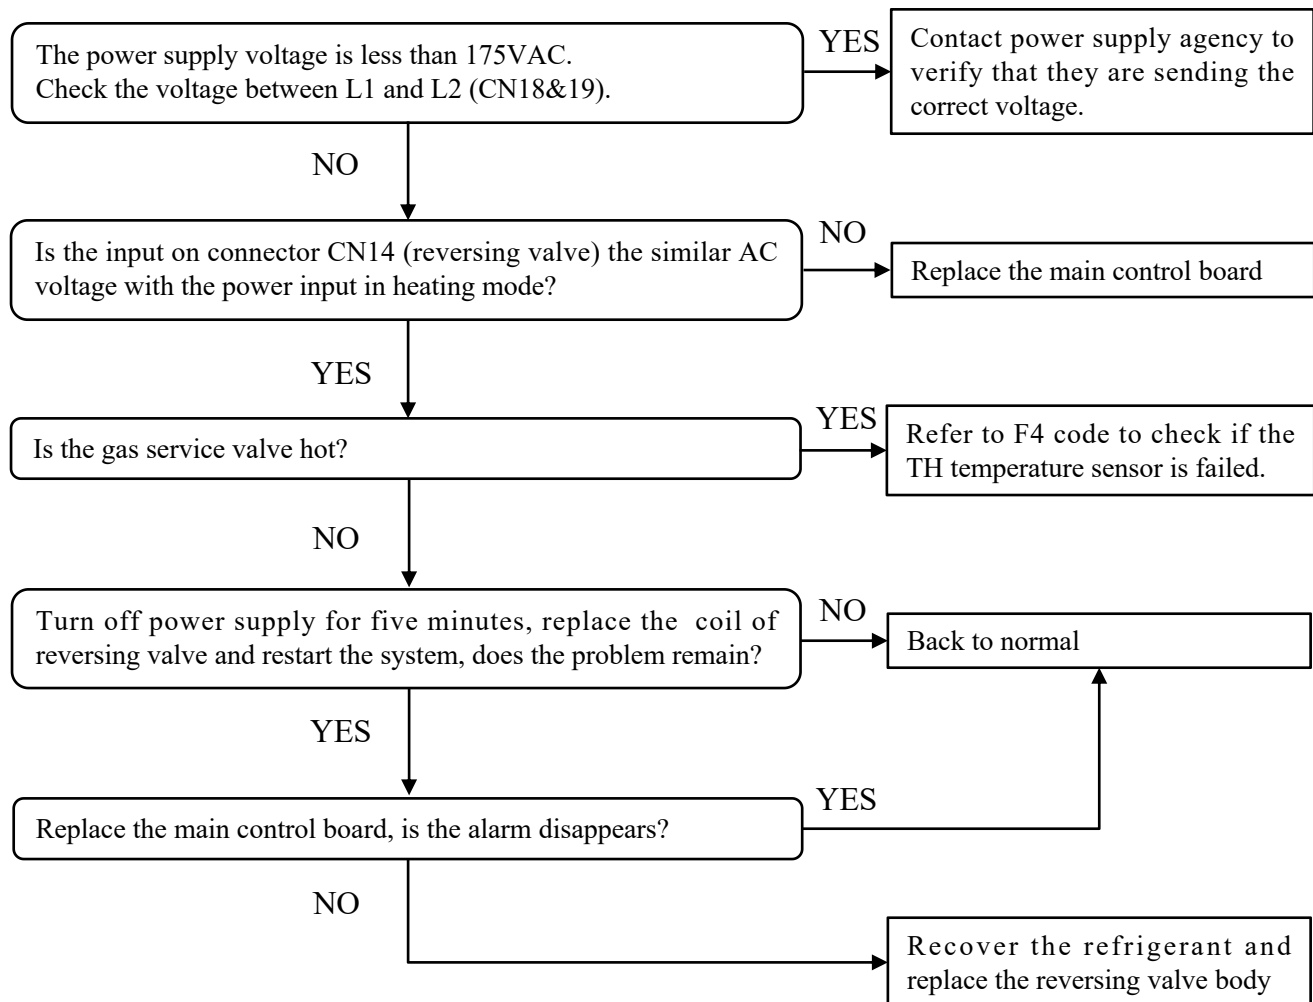 The power supply voltage is less than 175VAC.
Check the voltage between L1 and L2 (CN18&19).
YES
Contact power supply agency to
verify that they are sending the
correct voltage.
NO
Is the input on connector CN14 (reversing valve) the similar AC
voltage with the power input in heating mode?
NO
Replace the main control board
YES
Is the gas service valve hot?
YES
Refer to F4 code to check if the
TH temperature sensor is failed.
NO
Turn off power supply for five minutes, replace the coil of
reversing valve and restart the system, does the problem remain?
NO
Back to normal
YES
Replace the main control board, is the alarm disappears?
YES
NO
Recover the refrigerant and
replace the reversing valve body